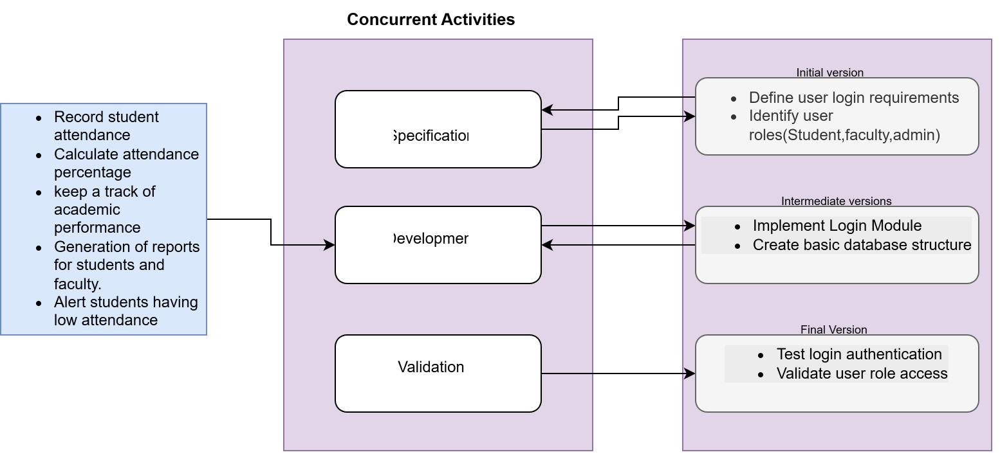 Concurrent Activities
Record student
attendance
Calculate attendance
percentage
keep a track of
academic
performance
Generation of reports
for students and
faculty.
Alert students having
low attendance
Specification
Developmen
Validation
Initial version
Define user login requirements
Identify user
roles(Student,faculty,admin)
Intermediate versions
Implement Login Module
Create basic database structure
Final Version
Test login authentication
Validate user role access